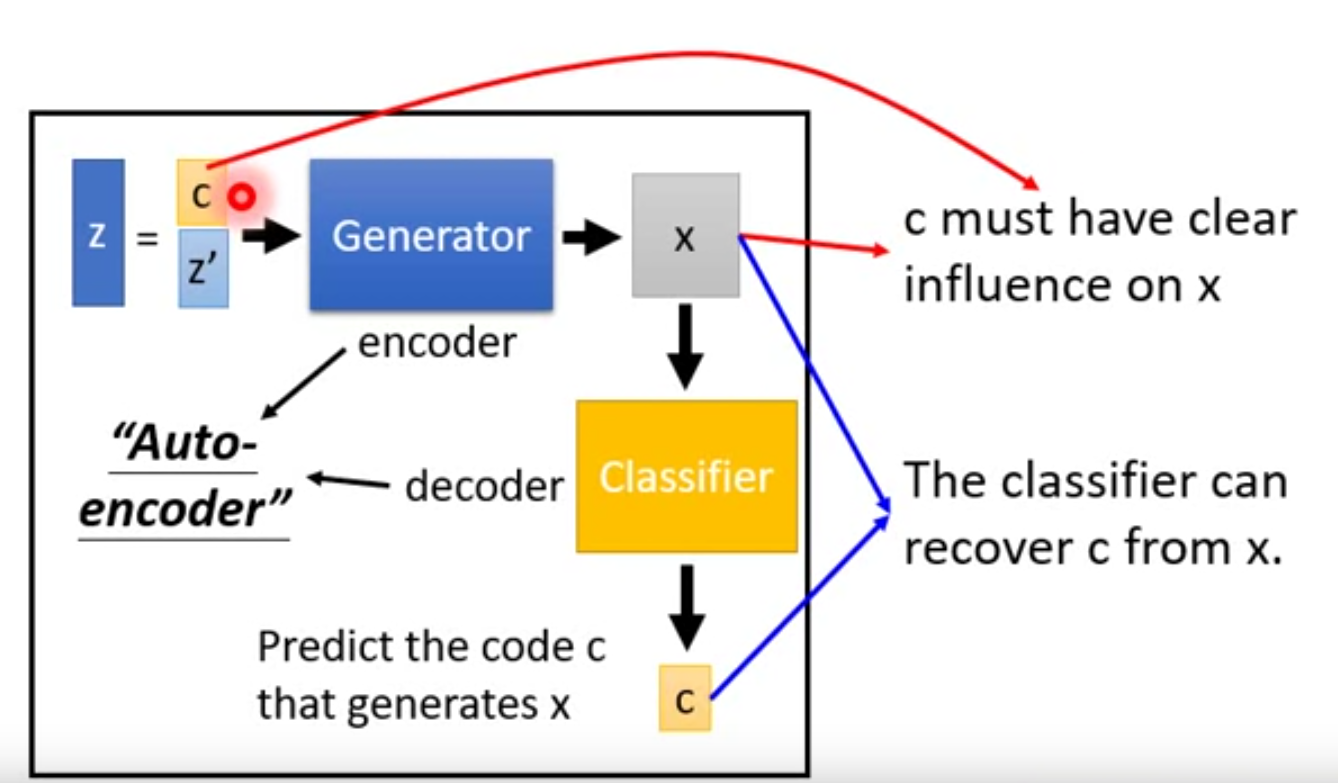 z
=
c
z’
Generator
x
c must have clear
influence on x
encoder
“Auto-
encoder”
decoder
Classifier
The classifier can
recover c from x.
Predict the code c
that generates x
c